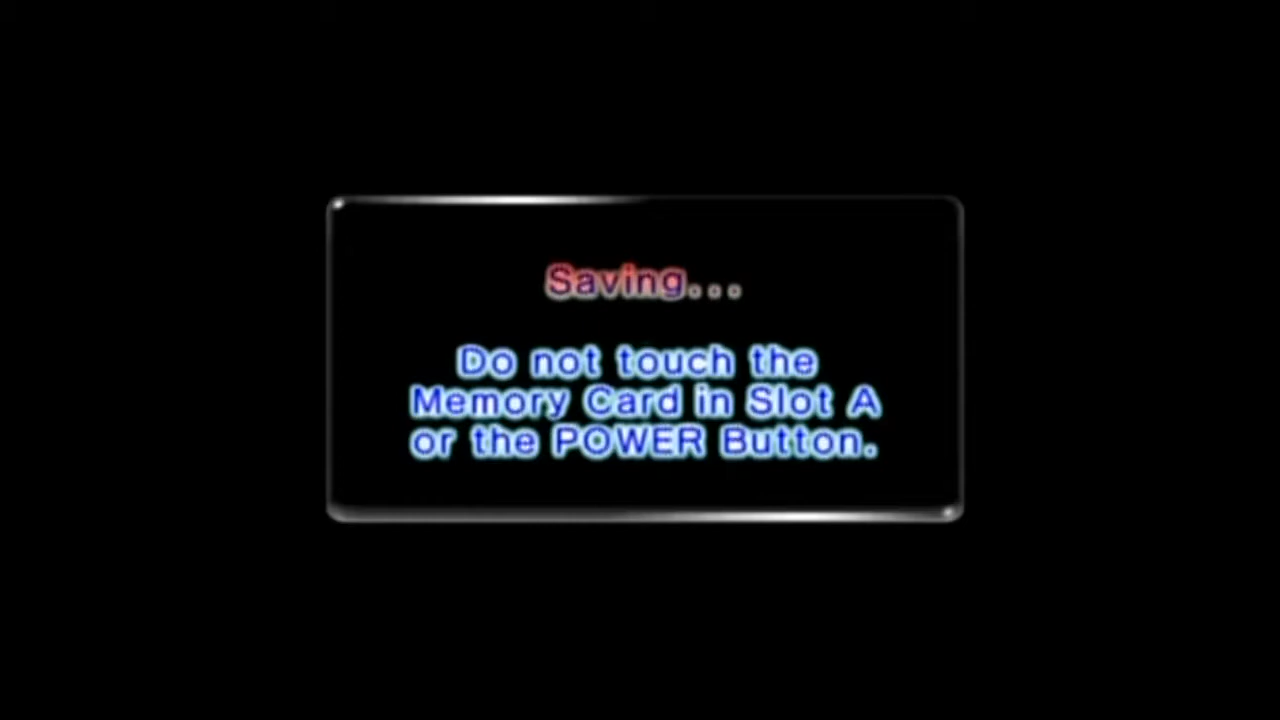 Saving...
Do not touch the
Memory Card in Slot A
or the POWER Button.